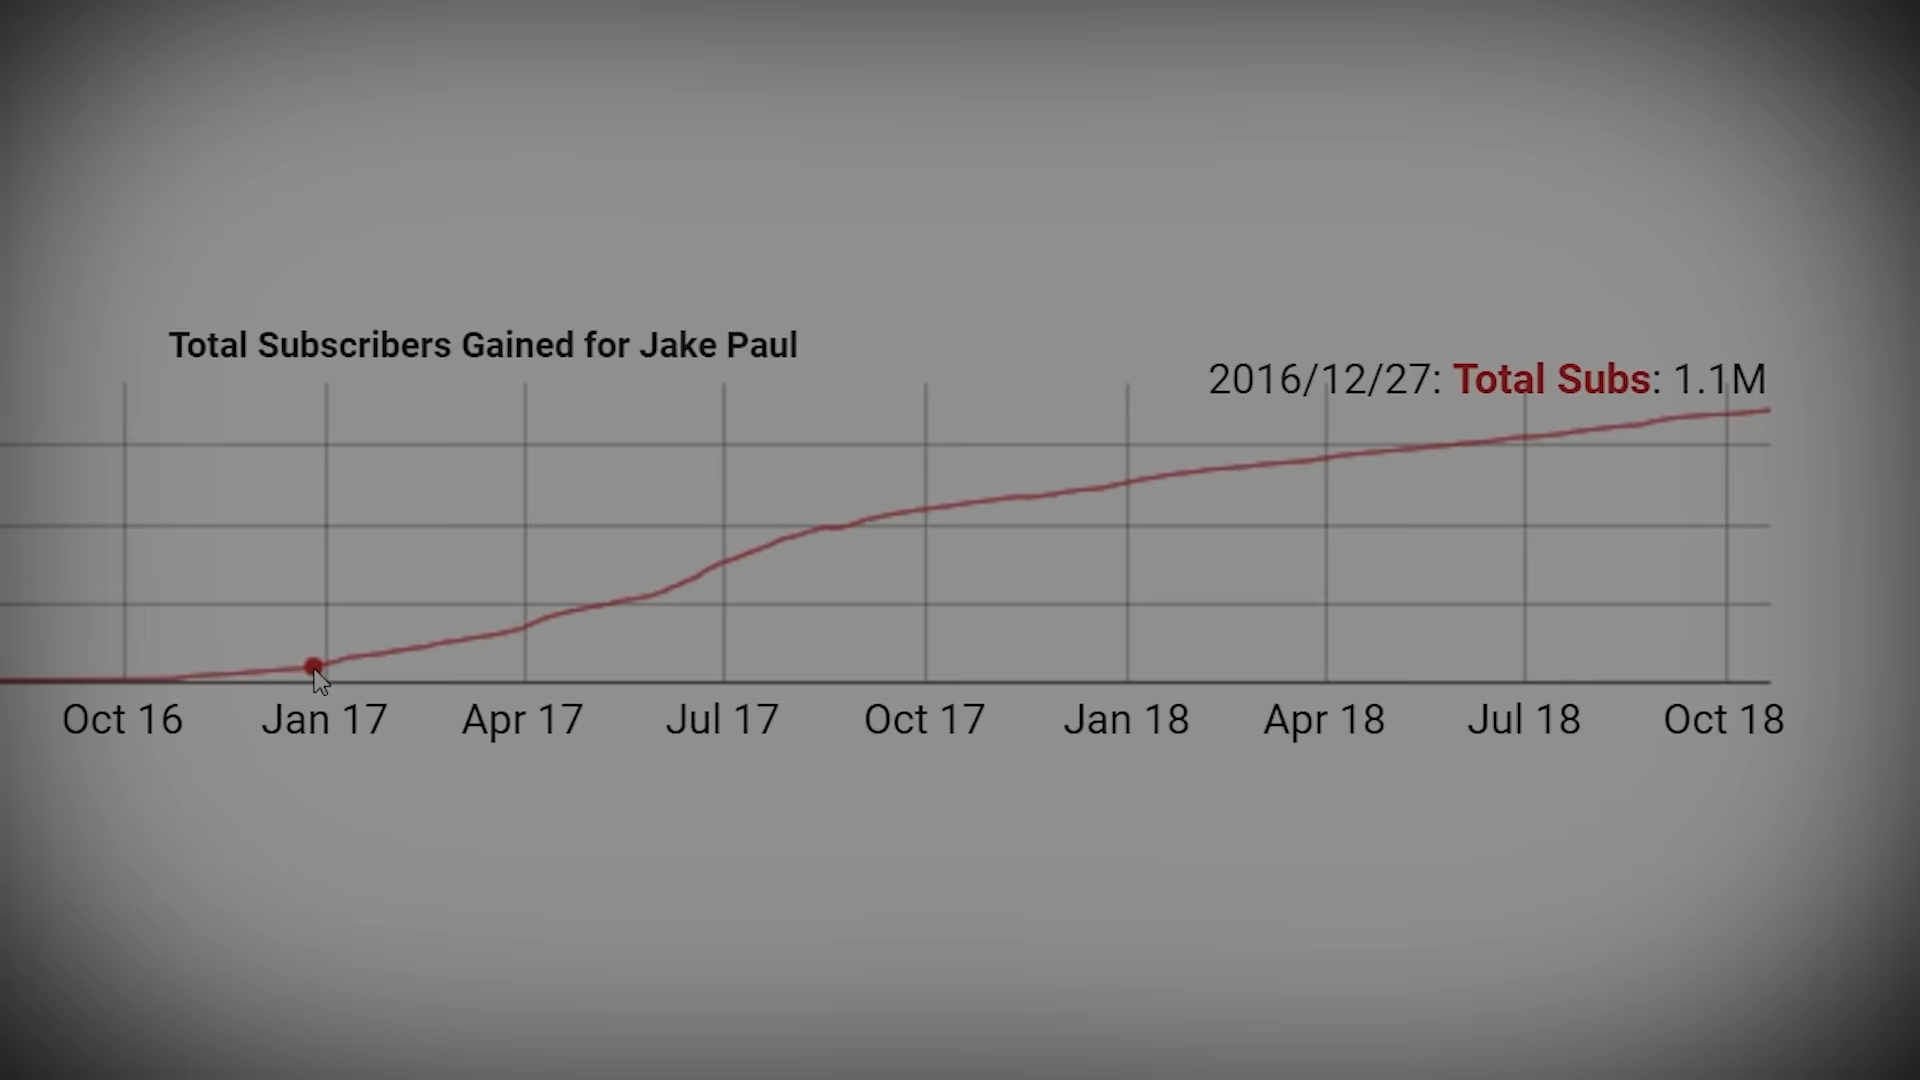 Total Subscribers Gained for Jake Paul
2016/12/27: Total Subs: 1.1M
Oct 16 Jan 17 Apr 17 Jul 17 Oct 17 Jan 18 Apr 18 Jul 18 Oct 18